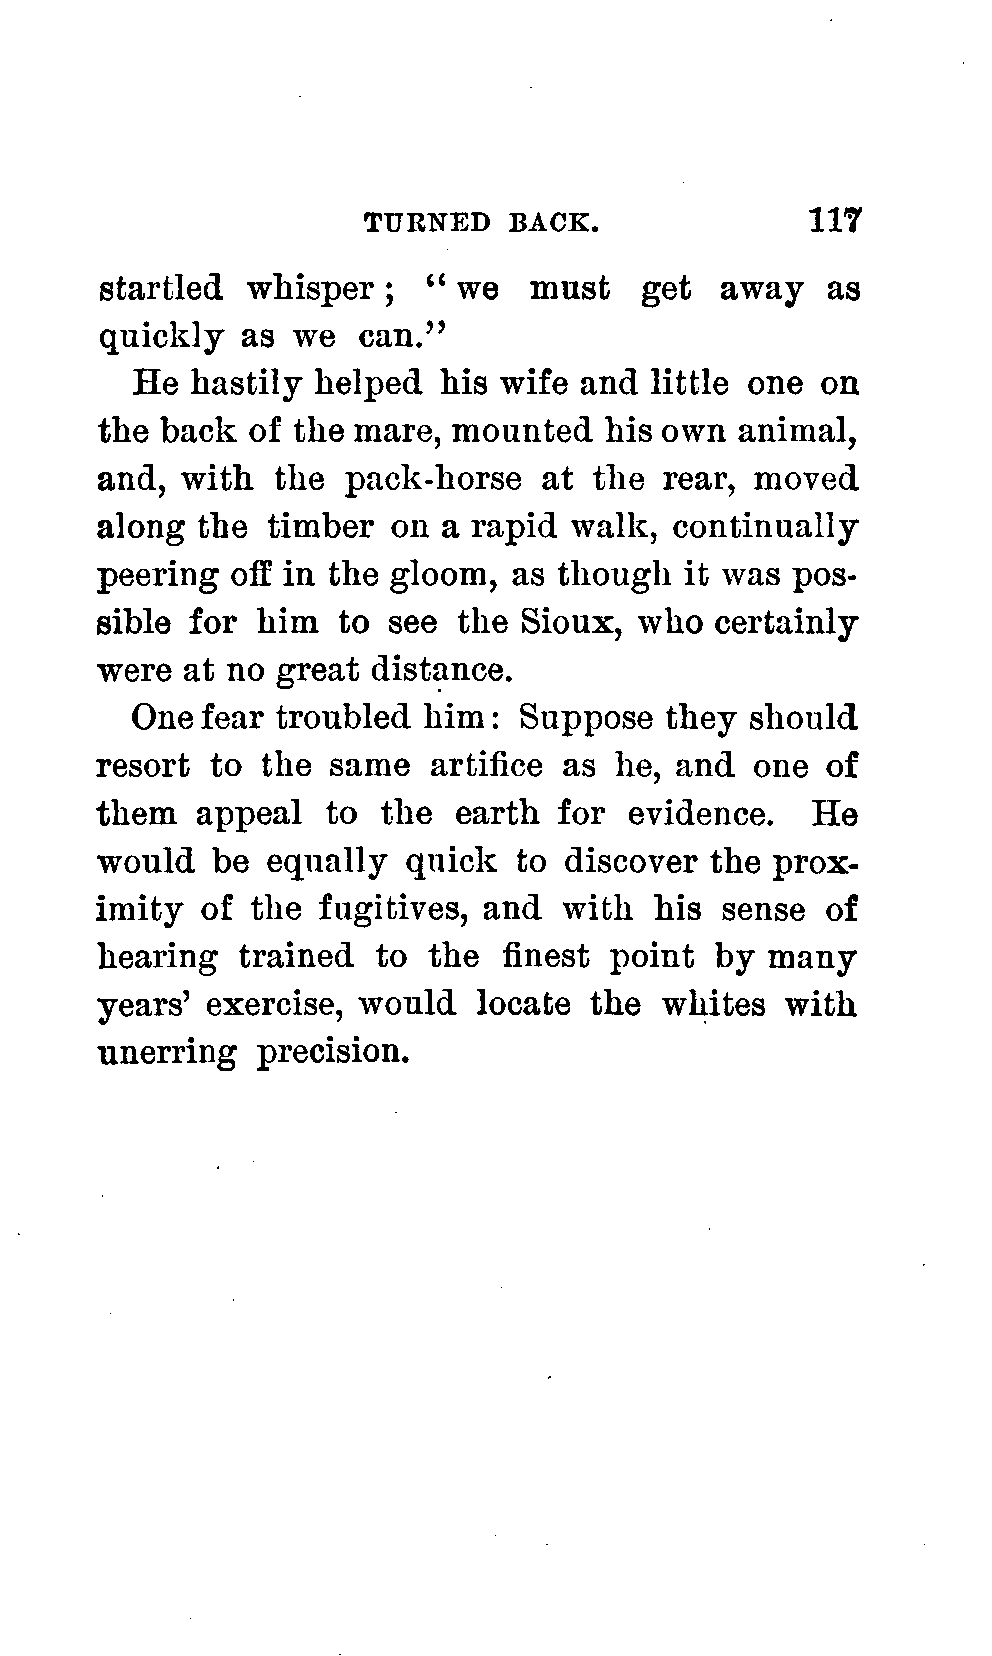 TURNED BACK. 117
startled whisper ; “ we must get away as
quickly as we can.”
He hastily helped his wife and little one on
the back of the mare, mounted his own animal,
and, with the pack-horse at the rear, moved
along the timber on a rapid walk, continually
peering off in the gloom, as though it was pos-
sible for him to see the Sioux, who certainly
were at no great distance.
One fear troubled him: Suppose they should
resort to the same artifice as he, and one of
them appeal to the earth for evidence. He
would be equally quick to discover the prox-
imity of the fugitives, and with his sense of
hearing trained to the finest point by many
years’ exercise, would locate the whites with
unerring precision.